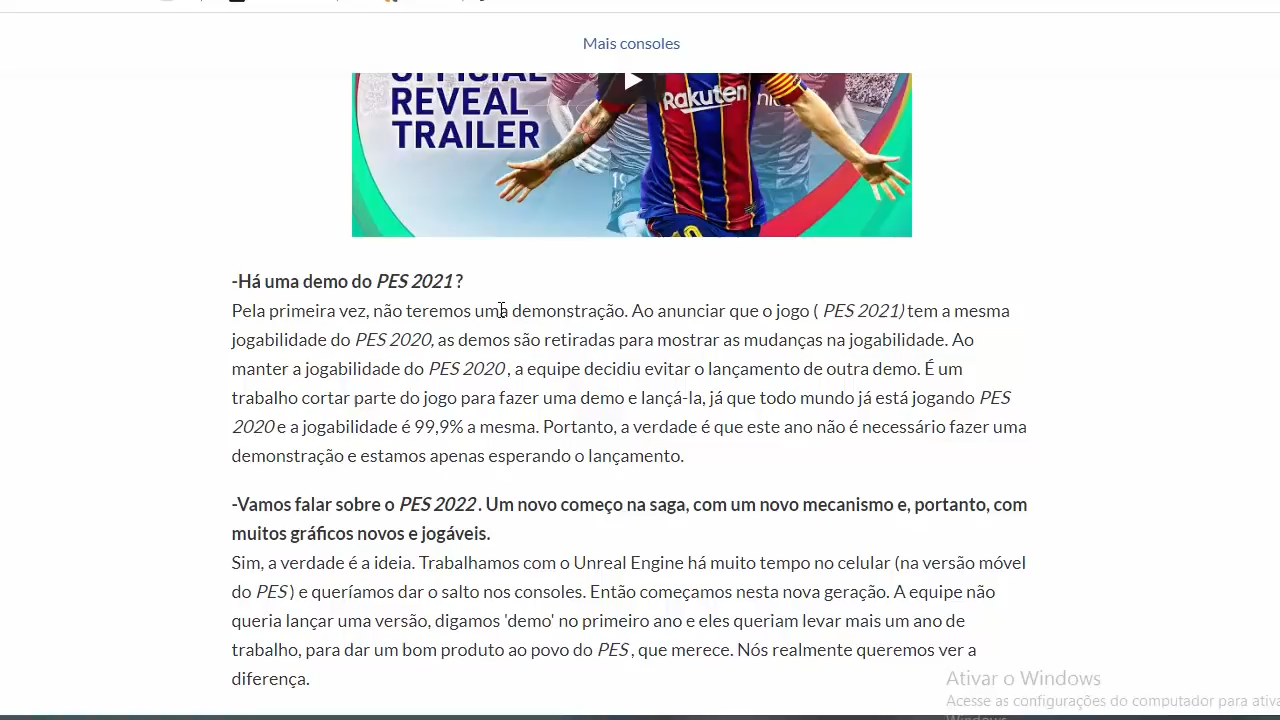 Mais consoles
OFFICIAL
REVEAL
TRAILER
Rakuten
-Há uma demo do PES 2021 ?
Pela primeira vez, não teremos uma demonstração. Ao anunciar que o jogo ( PES 2021) tem a mesma
jogabilidade do PES 2020, as demos são retiradas para mostrar as mudanças na jogabilidade. Ao
manter a jogabilidade do PES 2020 , a equipe decidiu evitar o lançamento de outra demo. É um
trabalho cortar parte do jogo para fazer uma demo e lançá-la, já que todo mundo já está jogando PES
2020 e a jogabilidade é 99,9% a mesma. Portanto, a verdade é que este ano não é necessário fazer uma
demonstração e estamos apenas esperando o lançamento.
-Vamos falar sobre o PES 2022 . Um novo começo na saga, com um novo mecanismo e, portanto, com
muitos gráficos novos e jogáveis.
Sim, a verdade é a ideia. Trabalhamos com o Unreal Engine há muito tempo no celular (na versão móvel
do PES ) e queríamos dar o salto nos consoles. Então começamos nesta nova geração. A equipe não
queria lançar uma versão, digamos 'demo' no primeiro ano e eles queriam levar mais um ano de
trabalho, para dar um bom produto ao povo do PES , que merece. Nós realmente queremos ver a
diferença.
Ativar o Windows
Acesse as configurações do computador para ativa
Windows.